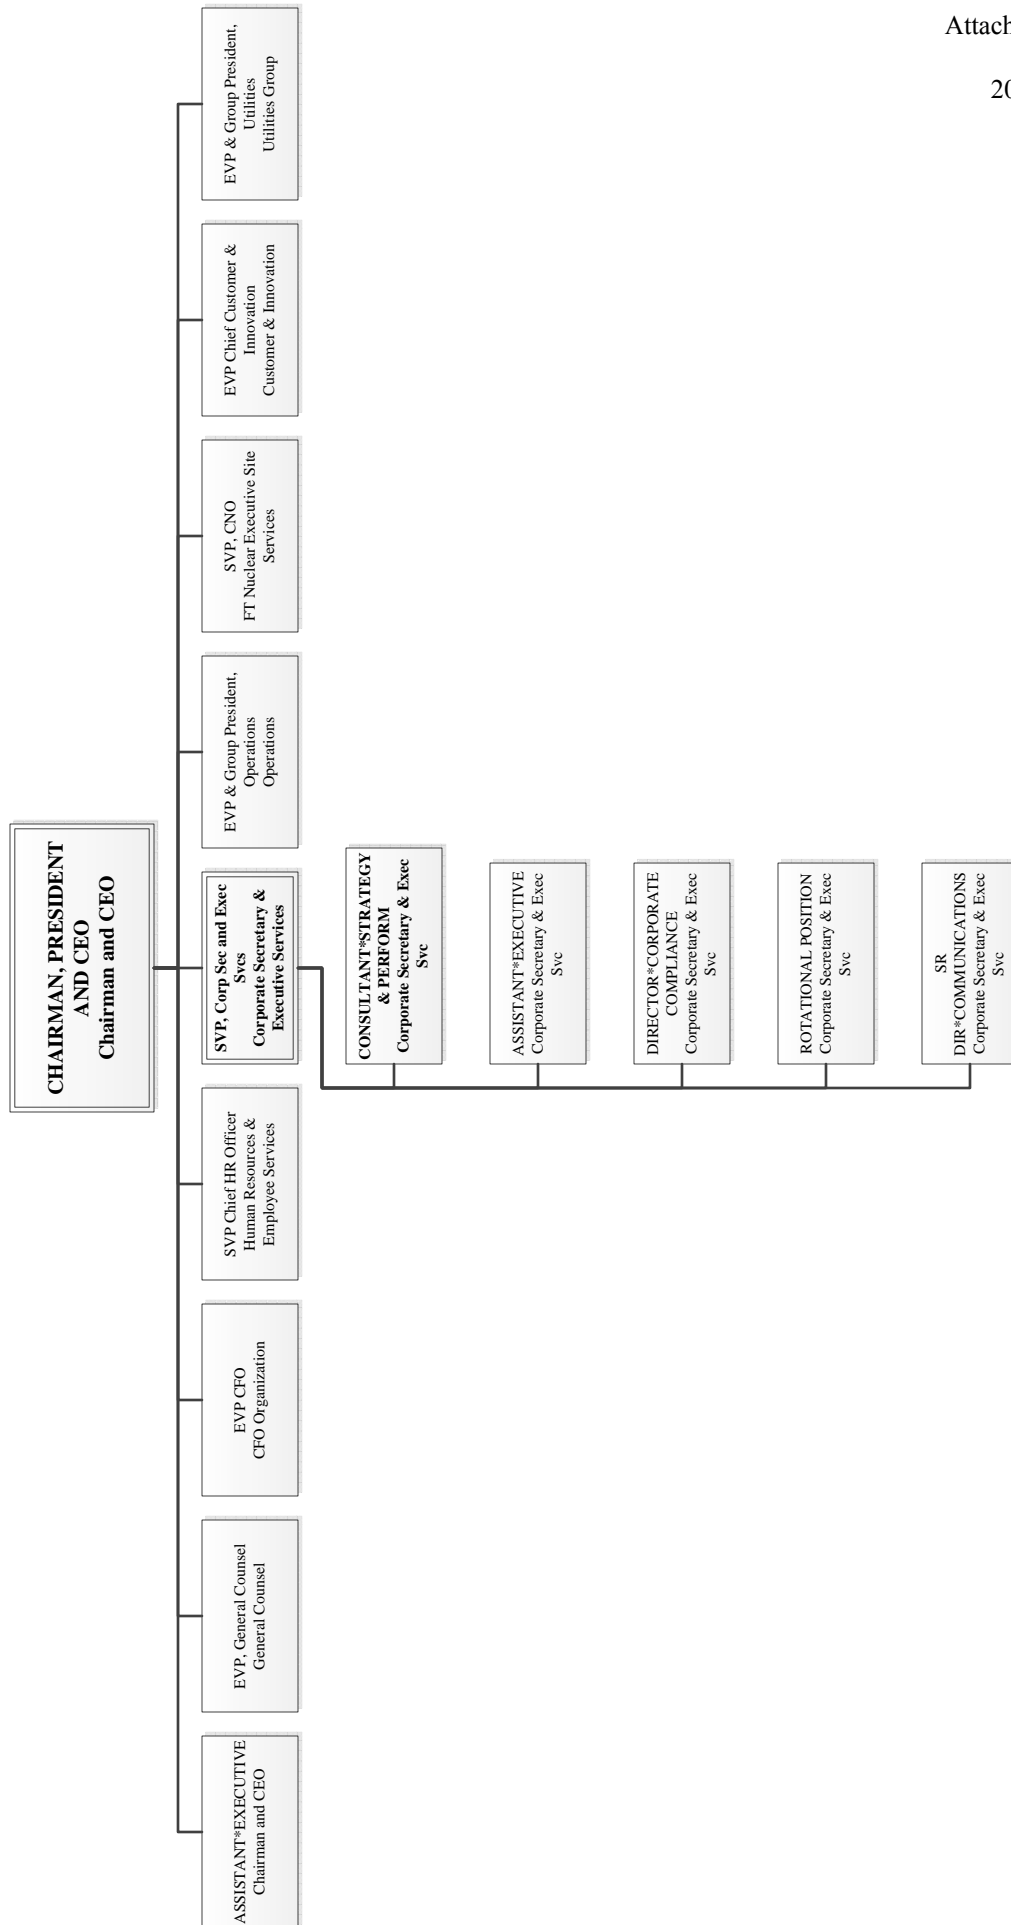 Attach
20
CHAIRMAN, PRESIDENT
AND CEO
Chairman and CEO
ASSISTANT*EXECUTIVE
Chairman and CEO
EVP, General Counsel
General Counsel
EVP CFO
CFO Organization
SVP Chief HR Officer
Human Resources &
Employee Services
SVP, Corp Sec and Exec
Svcs
Corporate Secretary &
Executive Services
EVP & Group President,
Operations
Operations
SVP, CNO
FT Nuclear Executive Site
Services
EVP Chief Customer &
Innovation
Customer & Innovation
EVP & Group President,
Utilities
Utilities Group
CONSULTANT*STRATEGY
& PERFORM
Corporate Secretary & Exec
Svc
ASSISTANT*EXECUTIVE
Corporate Secretary & Exec
Svc
DIRECTOR*CORPORATE
COMPLIANCE
Corporate Secretary & Exec
Svc
ROTATIONAL POSITION
Corporate Secretary & Exec
Svc
SR
DIR*COMMUNICATIONS
Corporate Secretary & Exec
Svc